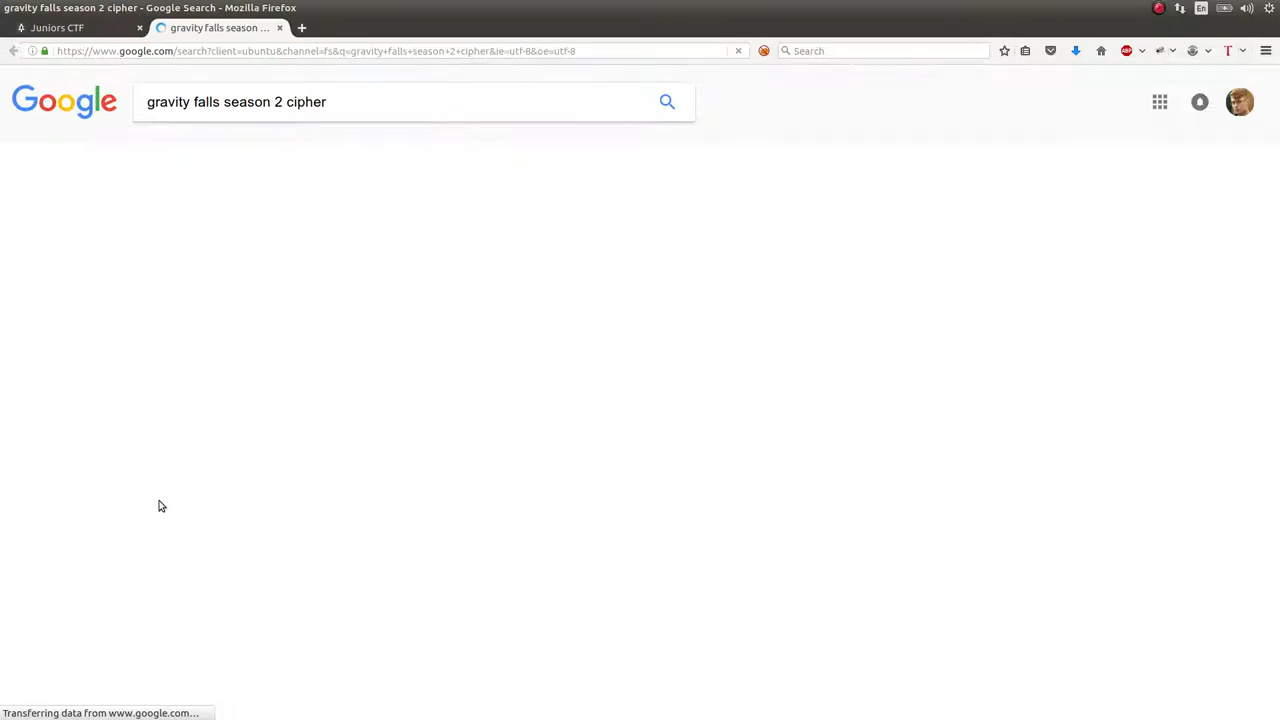 gravity falls season 2 cipher - Google Search - Mozilla Firefox
En
Juniors CTF
gravity falls season ...
https://www.google.com/search?client=ubuntu&channel=fs&q=gravity+falls+season+2+cipher&ie=utf-8&oe=utf-8
Search
ABP
T
Google
gravity falls season 2 cipher
Transferring data from www.google.com...